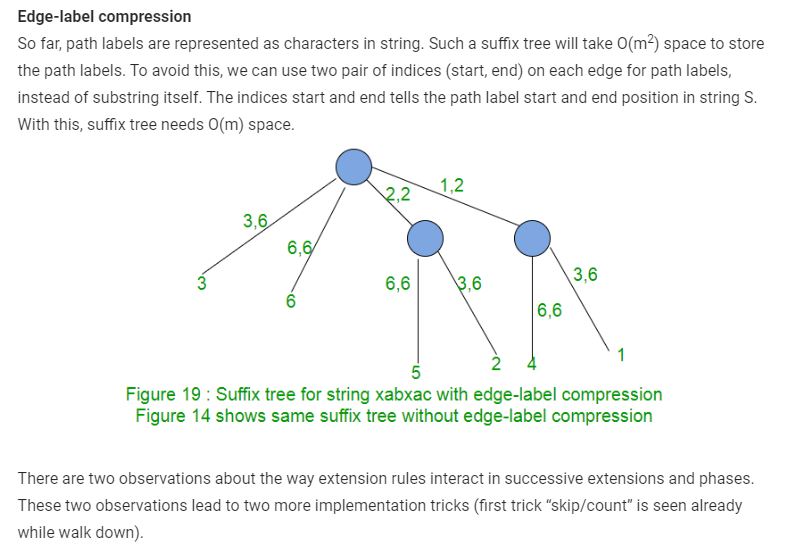 Edge-label compression
So far, path labels are represented as characters in string. Such a suffix tree will take O(m²) space to store
the path labels. To avoid this, we can use two pair of indices (start, end) on each edge for path labels,
instead of substring itself. The indices start and end tells the path label start and end position in string S.
With this, suffix tree needs O(m) space.
1,2
2,2
3,6
6,6
3,6
6,6
3,6
6,6
3
6
1
2
4
5
Figure 19 : Suffix tree for string xabxac with edge-label compression
Figure 14 shows same suffix tree without edge-label compression
There are two observations about the way extension rules interact in successive extensions and phases.
These two observations lead to two more implementation tricks (first trick “skip/count” is seen already
while walk down).